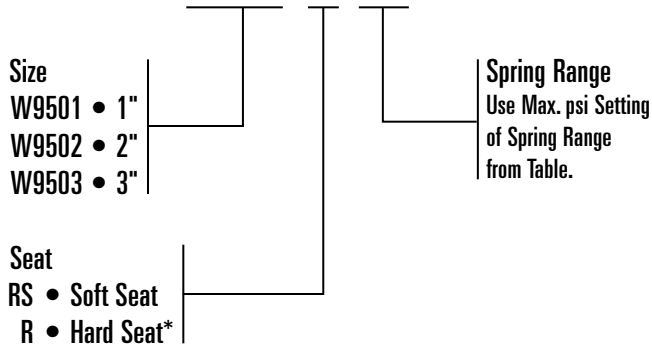 Size
W9501 • 1"
W9502 • 2"
W9503 • 3"
Spring Range
Use Max. psi Setting
of Spring Range
from Table.
Seat
RS • Soft Seat
R • Hard Seat*